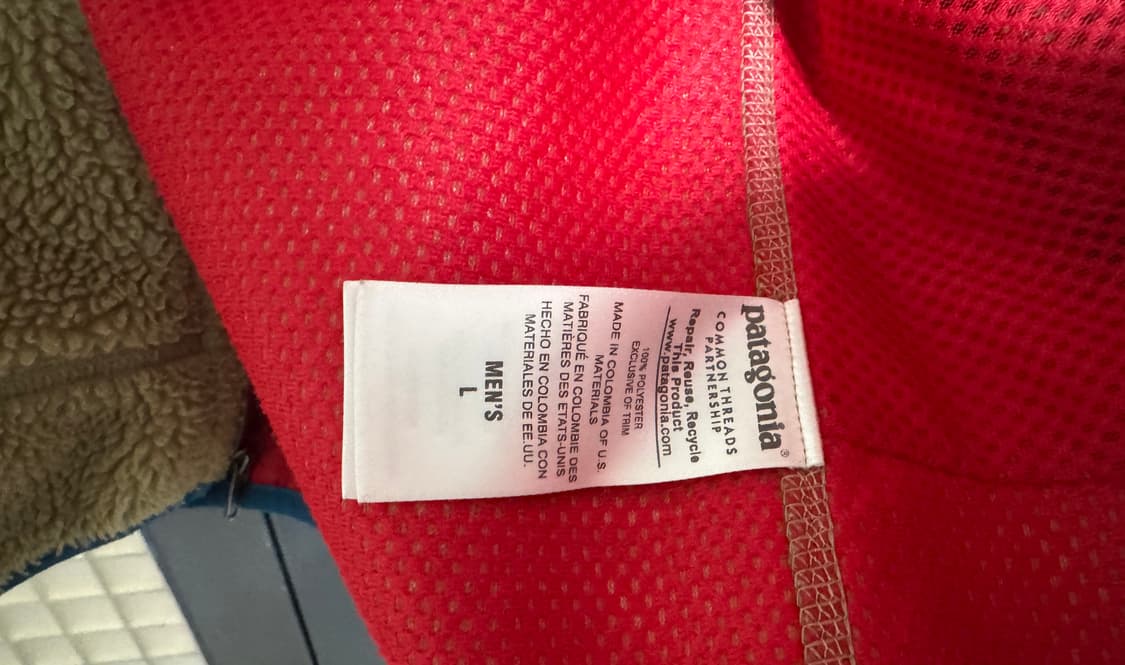 patagonia®
COMMON THREADS
PARTNERSHIP
Repair, Reuse, Recycle
This Product
www.patagonia.com
100% POLYESTER
EXCLUSIVE OF TRIM
MADE IN COLOMBIA OF U.S.
MATERIALS
FABRIQUÉ EN COLOMBIE DES
MATIÈRES DES ETATS-UNIS
HECHO EN COLOMBIA CON
MATERIALES DE EE.UU.
MEN'S
L